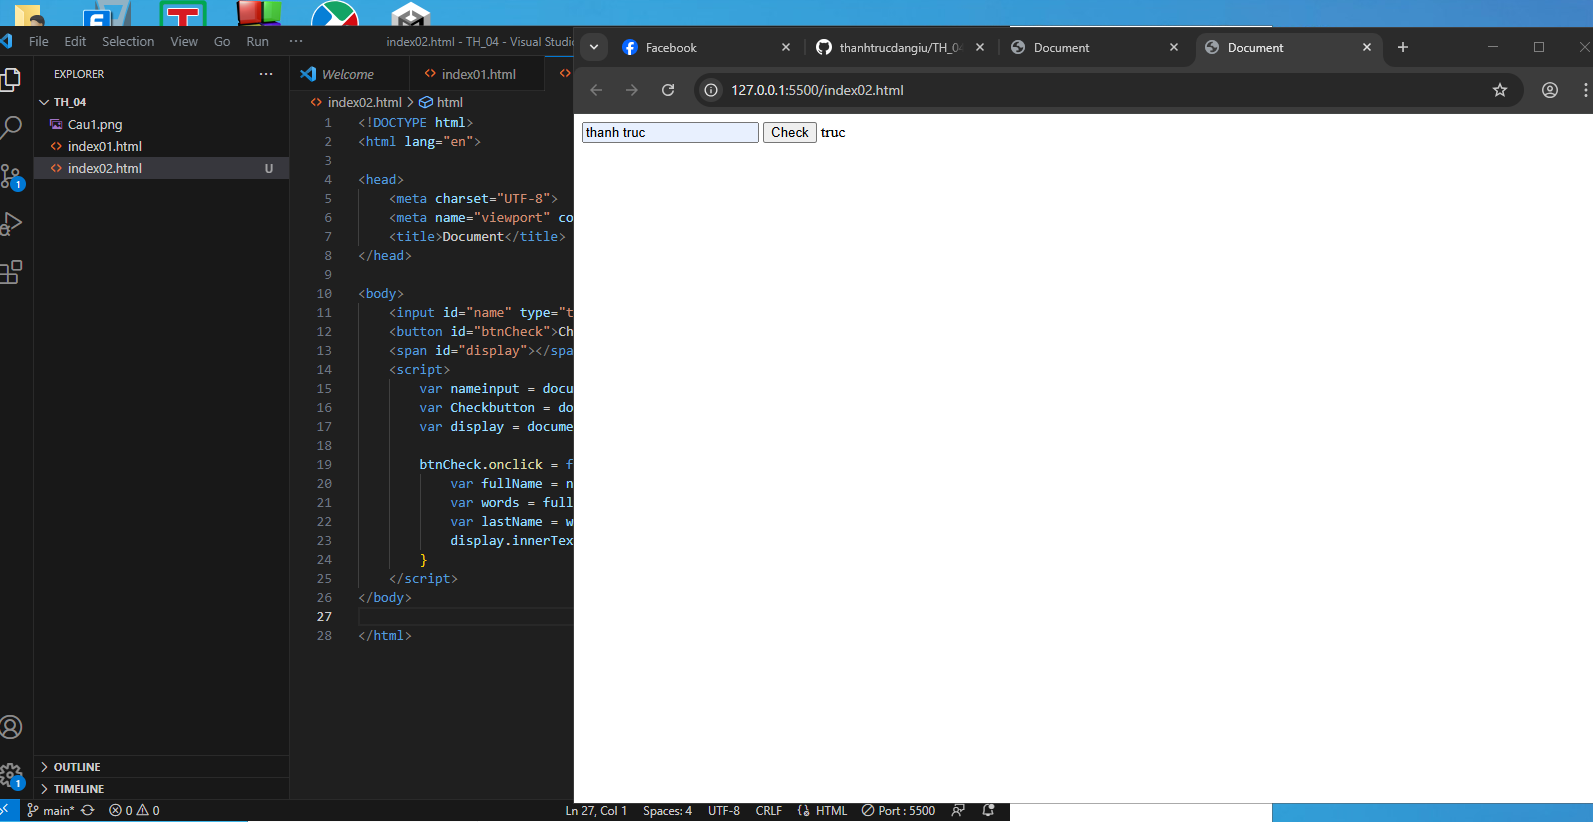 File Edit Selection View Go Run ··· index02.html - TH_04 - Visual Studi
EXPLORER ···
TH_04
Cau1.png
index01.html
index02.html U
OUTLINE
TIMELINE
Welcome index01.html
index02.html > html
1 <!DOCTYPE html>
2 <html lang="en">
3
4 <head>
5 <meta charset="UTF-8">
6 <meta name="viewport" co
7 <title>Document</title>
8 </head>
9
10 <body>
11 <input id="name" type="t
12 <button id="btnCheck">Ch
13 <span id="display"></spa
14 <script>
15 var nameinput = docu
16 var Checkbutton = do
17 var display = docume
18
19 btnCheck.onclick = f
20 var fullName = n
21 var words = full
22 var lastName = w
23 display.innerTex
24 }
25 </script>
26 </body>
27
28 </html>
Facebook thanhtrucdangiu/TH_04 Document Document
127.0.0.1:5500/index02.html
thanh truc Check truc
1
1
main* 0 0 Ln 27, Col 1 Spaces: 4 UTF-8 CRLF {} HTML Port : 5500